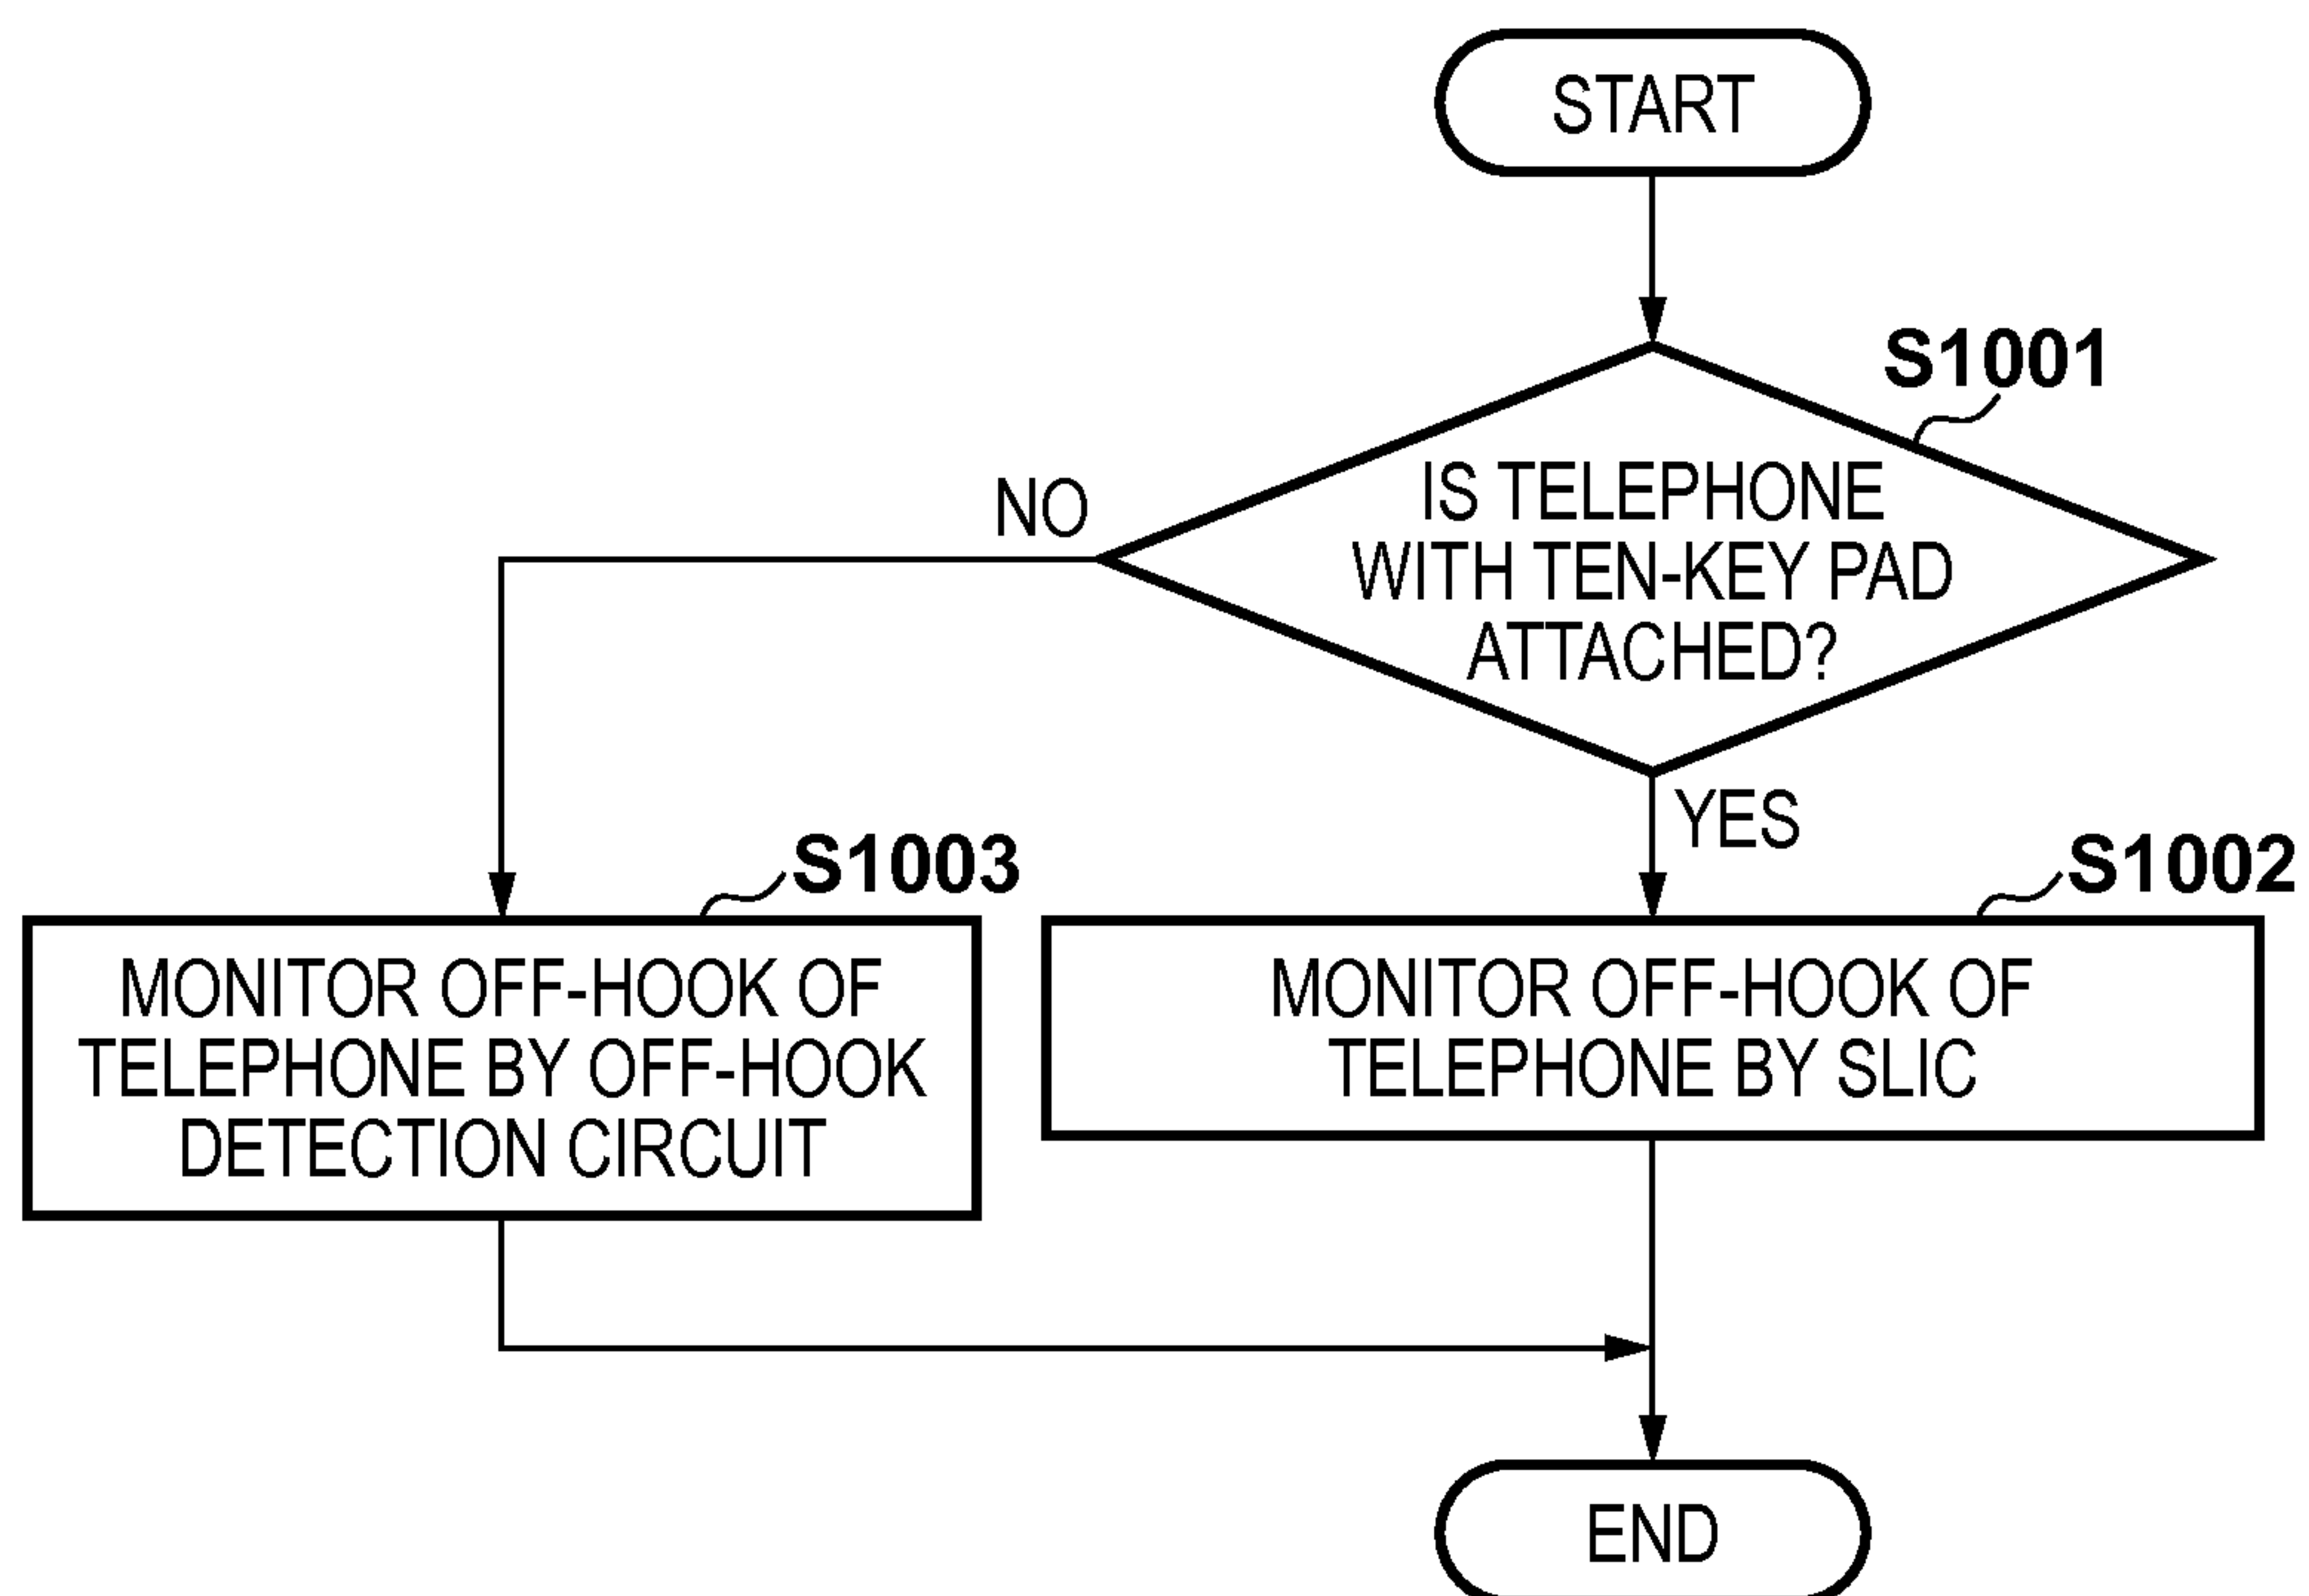 START
S1001
IS TELEPHONE
WITH TEN-KEY PAD
ATTACHED?
NO
YES
S1003
MONITOR OFF-HOOK OF
TELEPHONE BY OFF-HOOK
DETECTION CIRCUIT
S1002
MONITOR OFF-HOOK OF
TELEPHONE BY SLIC
END